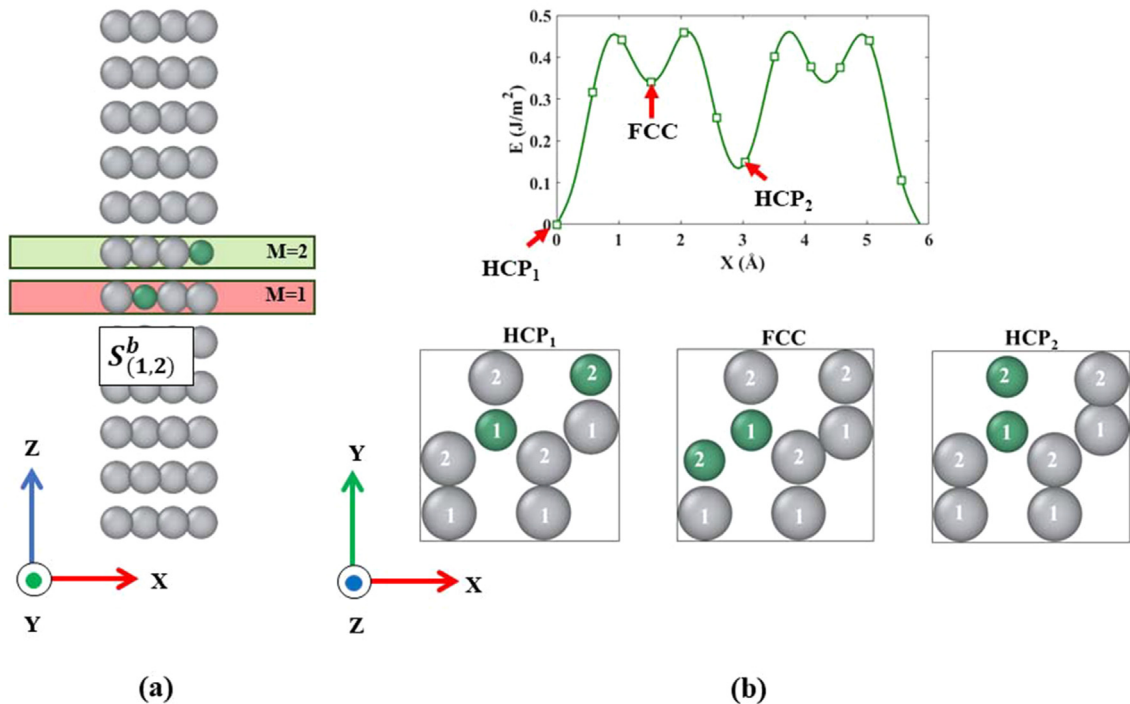 M=2
M=1
S^b_(1,2)
Z
X
Y
(a)
E (J/m²)
0.5
0.4
0.3
0.2
0.1
0
0 1 2 3 4 5 6
X (Å)
FCC
HCP₂
HCP₁
HCP₁
2 2
1 1
2 2
1 1
FCC
2 2
1 1
2 2
1 1
HCP₂
2 2
1 1
2 2
1 1
Y
X
Z
(b)